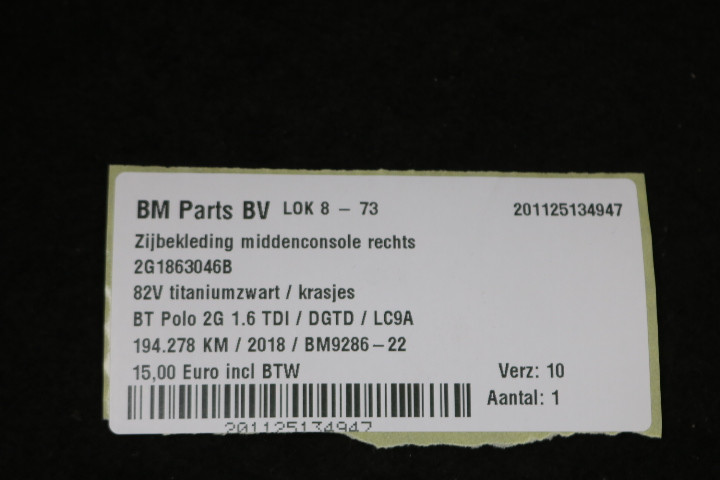 BM Parts BV LOK 8 – 73 201125134947
Zijbekleding middenconsole rechts
2G1863046B
82V titaniumzwart / krasjes
BT Polo 2G 1.6 TDI / DGTD / LC9A
194.278 KM / 2018 / BM9286–22
15,00 Euro incl BTW Verz: 10
Aantal: 1
201125134947